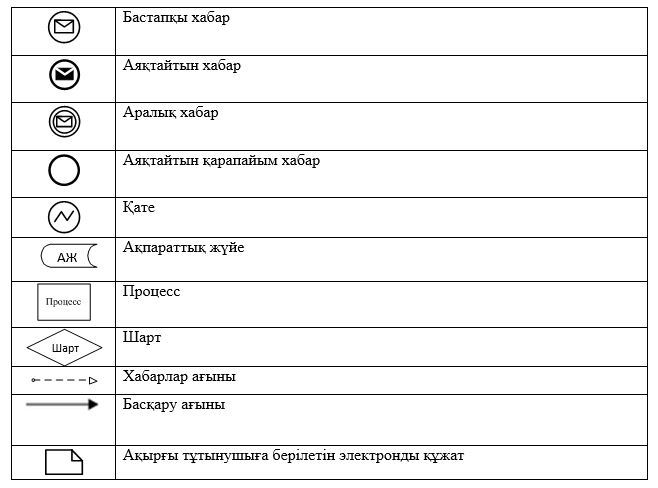 Бастапқы хабар
Аяқтайтын хабар
Аралық хабар
Аяқтайтын қарапайым хабар
Қате
АЖ
Ақпараттық жүйе
Процесс
Процесс
Шарт
Шарт
Хабарлар ағыны
Басқару ағыны
Ақырғы тұтынушыға берілетін электронды құжат